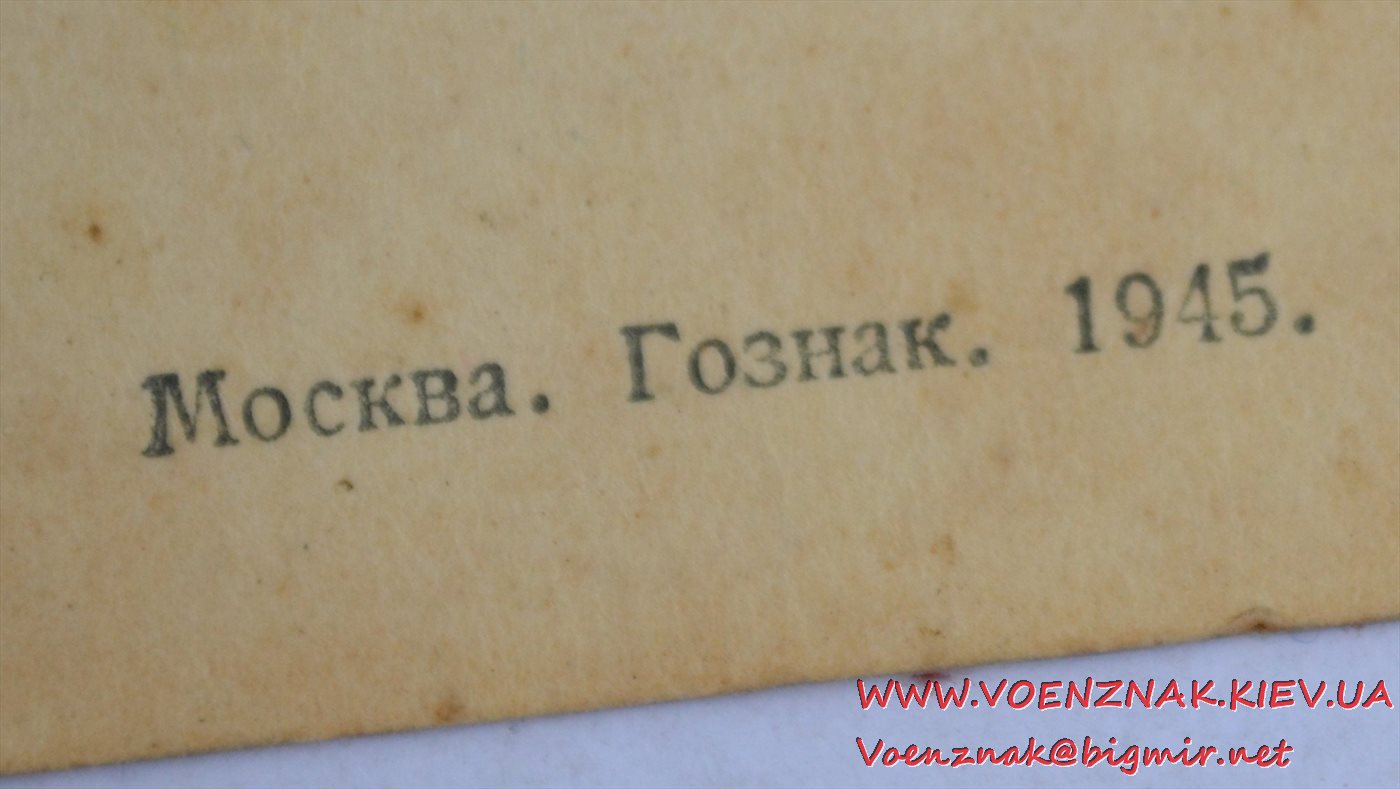 Москва. Гознак. 1945.
WWW.VOENZNAK.KIEV.UA
Voenznak@bigmir.net